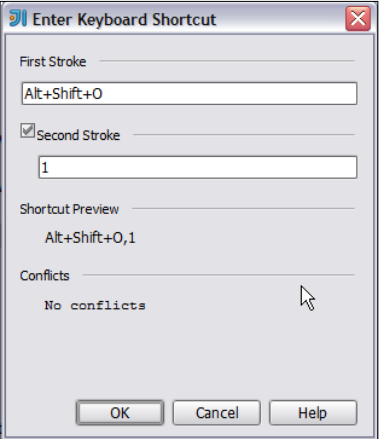 Enter Keyboard Shortcut
First Stroke
Alt+Shift+O
Second Stroke
1
Shortcut Preview
Alt+Shift+O,1
Conflicts
No conflicts
OK Cancel Help